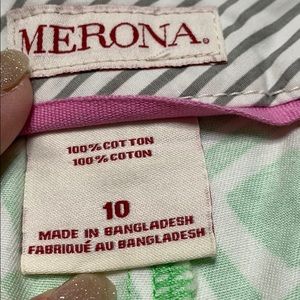 MERONA®
100% COTTON
100% COTON
10
MADE IN BANGLADESH
FABRIQUÉ AU BANGLADESH